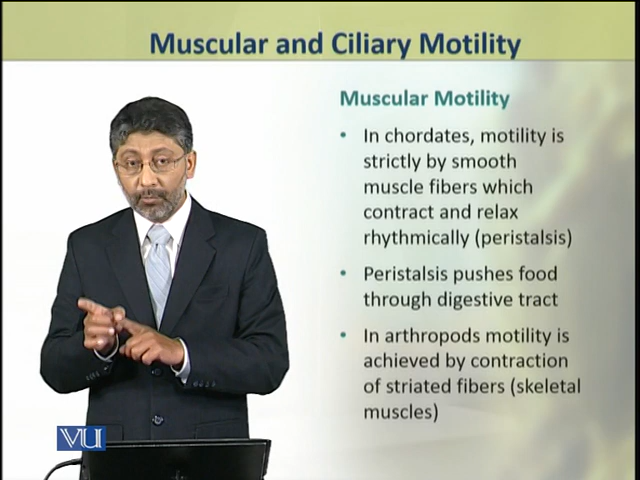 Muscular and Ciliary Motility
Muscular Motility
• In chordates, motility is
strictly by smooth
muscle fibers which
contract and relax
rhythmically (peristalsis)
• Peristalsis pushes food
through digestive tract
• In arthropods motility is
achieved by contraction
of striated fibers (skeletal
muscles)
VU